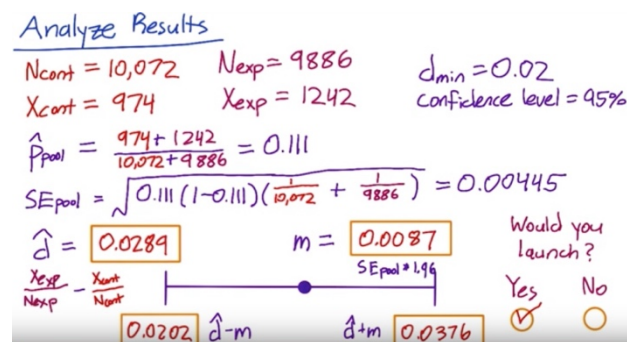 Analyze Results
Ncont = 10,072 Nexp = 9886 dmin = 0.02
Xcont = 974 Xexp = 1242 confidence level = 95%
p̂pool = 974 + 1242 / 10,072 + 9886 = 0.111
SEpool = √0.111 (1-0.111)(1/10,072 + 1/9886) = 0.00445
d̂ = 0.0289 m = 0.0087 Would you
SEpool * 1.96 launch?
Xexp/Nexp - Xcont/Ncont Yes No
0.0202 d̂-m d̂+m 0.0376